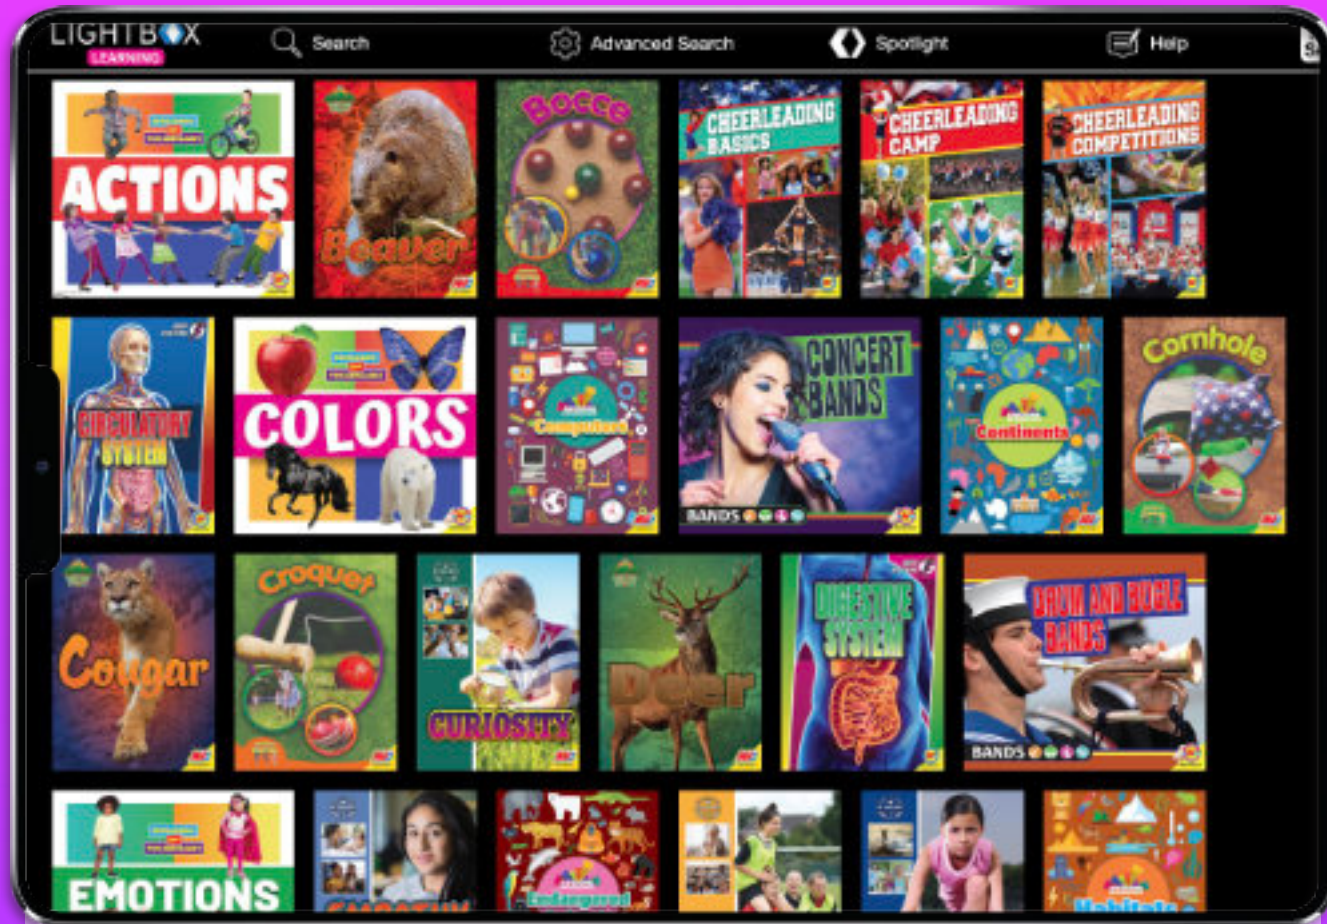 LIGHTBOX
LEARNING
Search
Advanced Search
Spotlight
Help
ACTIONS
Beaver
Bocce
CHEERLEADING
BASICS
CHEERLEADING
CAMP
CHEERLEADING
COMPETITIONS
CIRCULATORY
SYSTEM
COLORS
Computers
CONCERT
BANDS
BANDS
Continents
Cornhole
Cougar
Croquet
CURIOSITY
Deer
DIGESTIVE
SYSTEM
DRUM AND BUGLE
BANDS
BANDS
EMOTIONS
EMPATHY
Endangered
Habitats